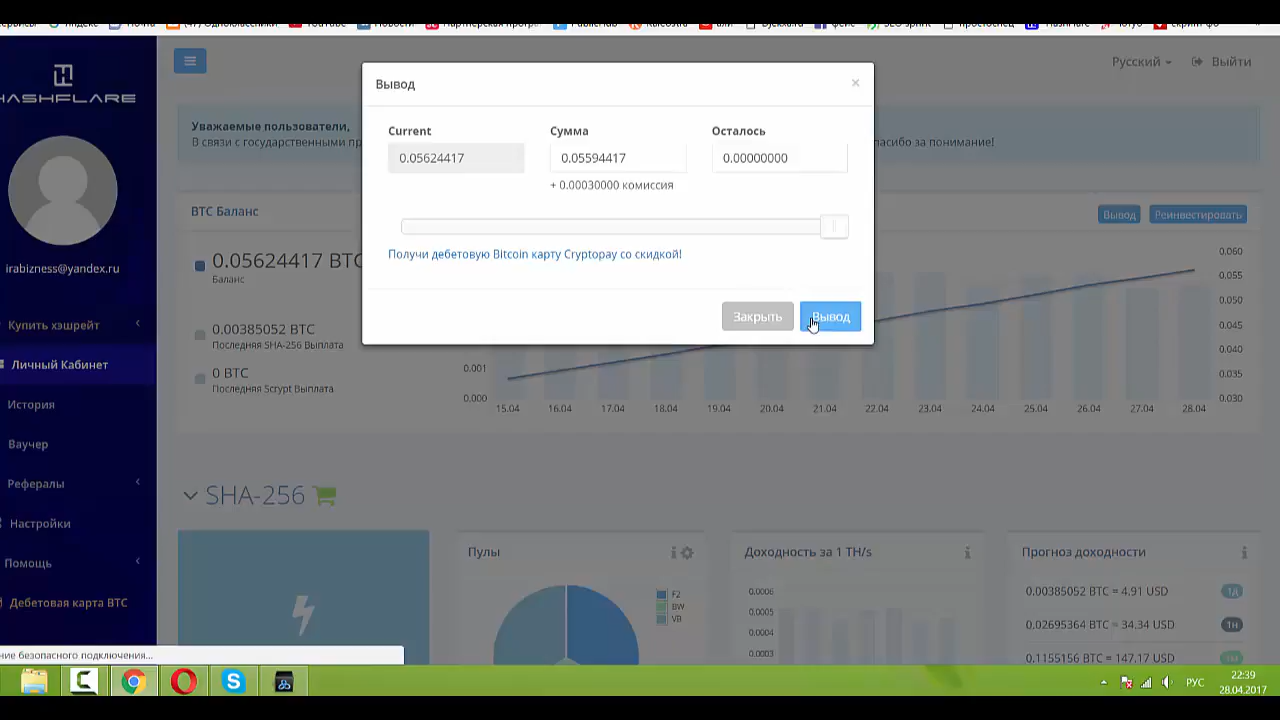 Русский
Выйти
HASHFLARE
irabizness@yandex.ru
Купить хэшрейт
Личный Кабинет
История
Ваучер
Рефералы
Настройки
Помощь
Дебетовая карта BTC
Уважаемые пользователи,
В связи с государственными пр
пасибо за понимание!
Вывод
×
Current
Сумма
Осталось
0.05624417
0.05594417
0.00000000
+ 0.00030000 комиссия
Получи дебетовую Bitcoin карту Cryptopay со скидкой!
Закрыть
Вывод
BTC Баланс
Вывод
Реинвестировать
0.05624417 BTC
Баланс
0.00385052 BTC
Последняя SHA-256 Выплата
0 BTC
Последняя Scrypt Выплата
0.001
0.000
0.060
0.055
0.050
0.045
0.040
0.035
0.030
15.04 16.04 17.04 18.04 19.04 20.04 21.04 22.04 23.04 24.04 25.04 26.04 27.04 28.04
SHA-256
Пулы
F2
BW
VB
Доходность за 1 TH/s
0.0006
0.0005
0.0004
0.0003
Прогноз доходности
0.00385052 BTC = 4.91 USD
1д
0.02695364 BTC = 34.34 USD
1н
0.1155156 BTC = 147.17 USD
1м
ние безопасного подключения...
РУС
22:39
28.04.2017